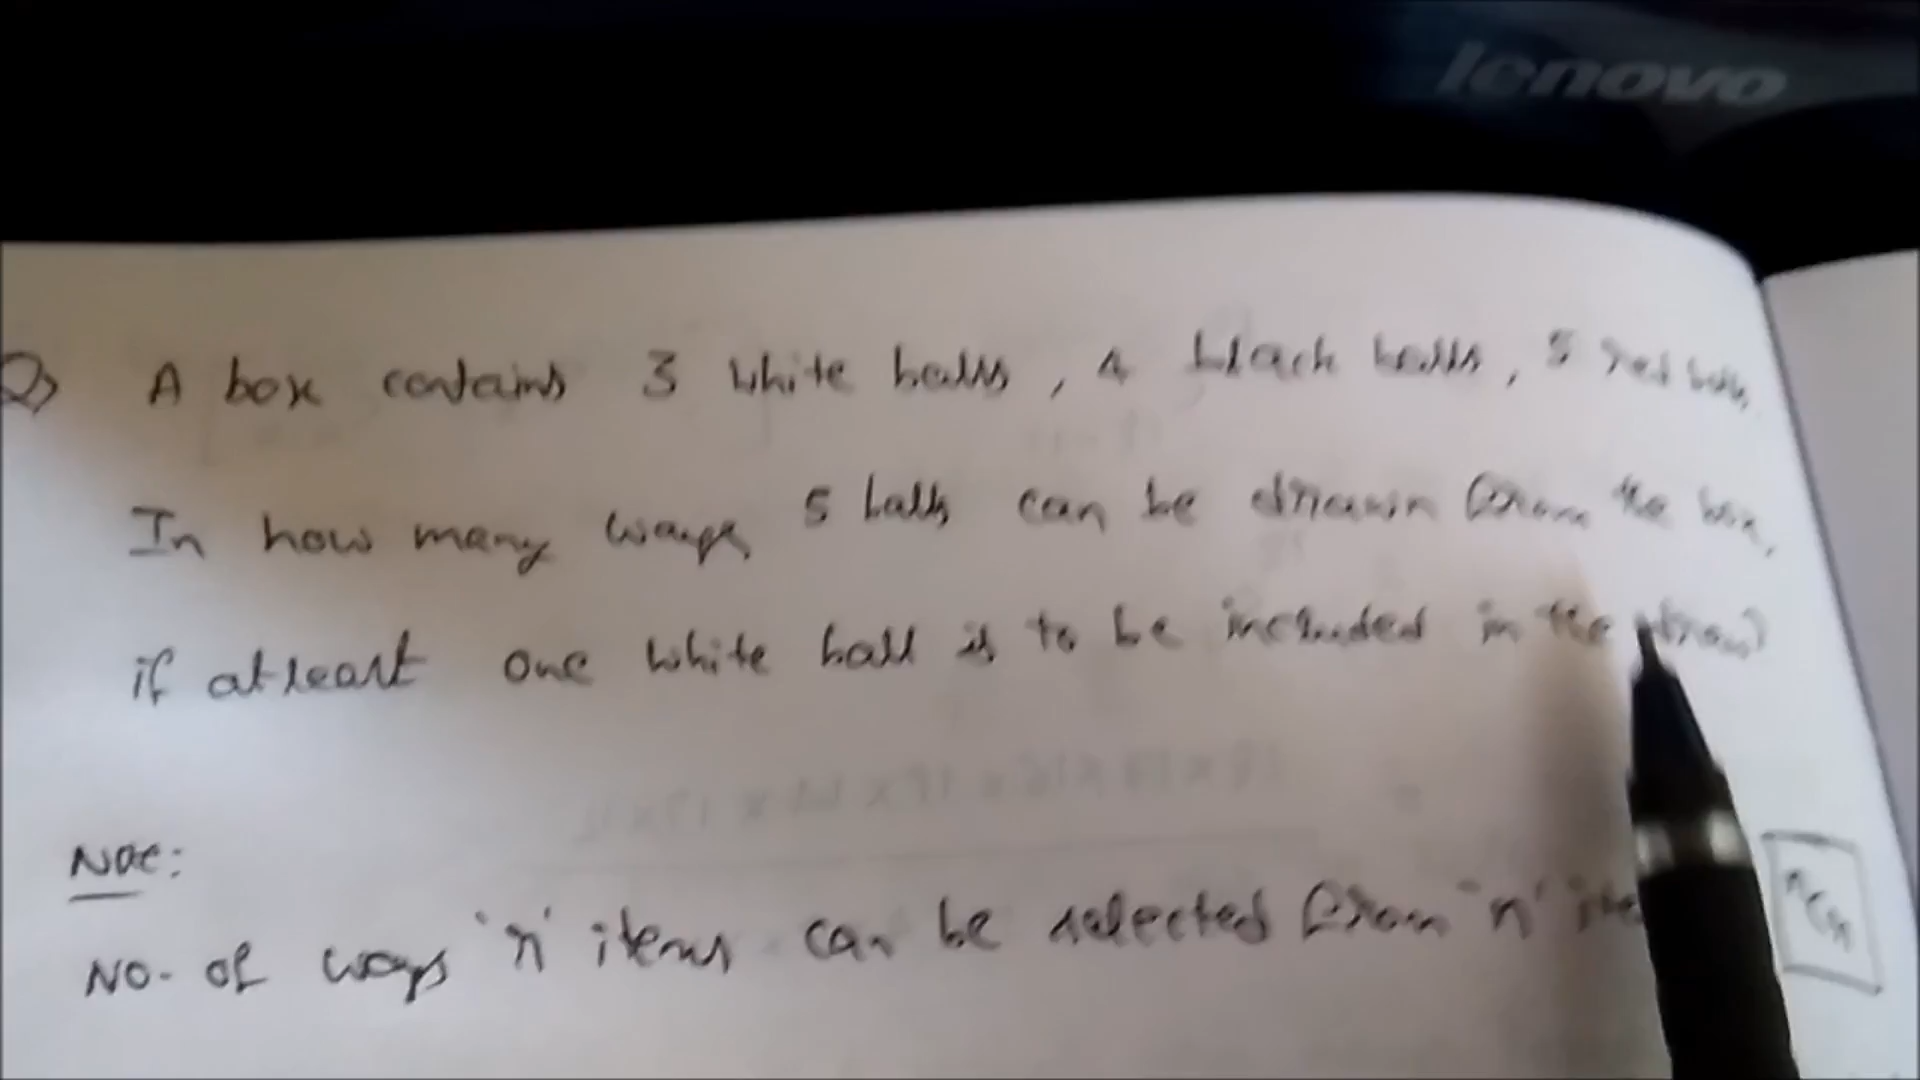 lenovo
Q) A box contains 3 white balls, 4 black balls, 5 red balls.
In how many ways 5 balls can be drawn from the box,
if atleast one white ball is to be included in the draw?
Note:
No. of ways 'r' items can be selected from 'n'
nCr